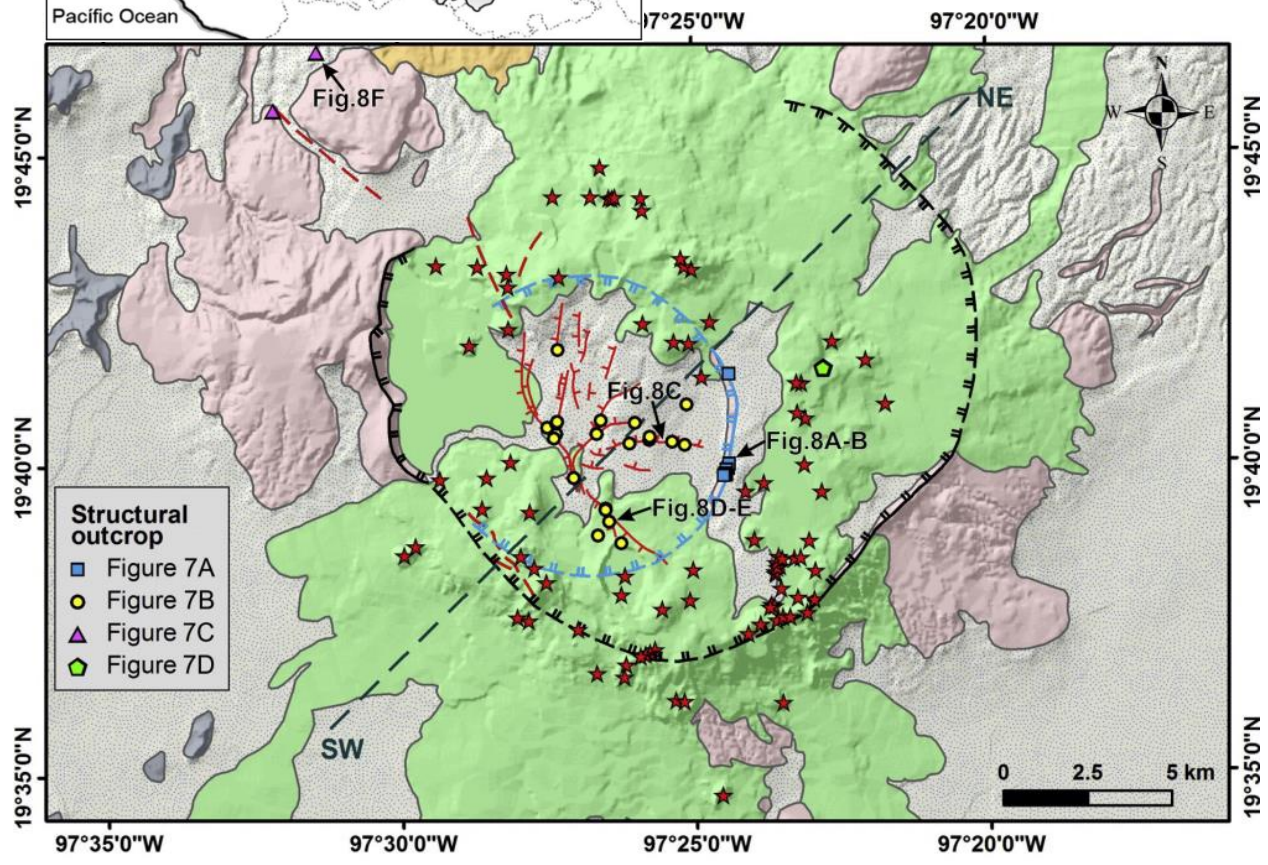 Pacific Ocean
97°25'0"W
97°20'0"W
N
W
E
S
NE
Fig.8F
19°45'0"N
19°45'0"N
Fig.8C
Fig.8A-B
19°40'0"N
19°40'0"N
Fig.8D-E
Structural
outcrop
Figure 7A
Figure 7B
Figure 7C
Figure 7D
SW
19°35'0"N
19°35'0"N
0 2.5 5 km
97°35'0"W
97°30'0"W
97°25'0"W
97°20'0"W